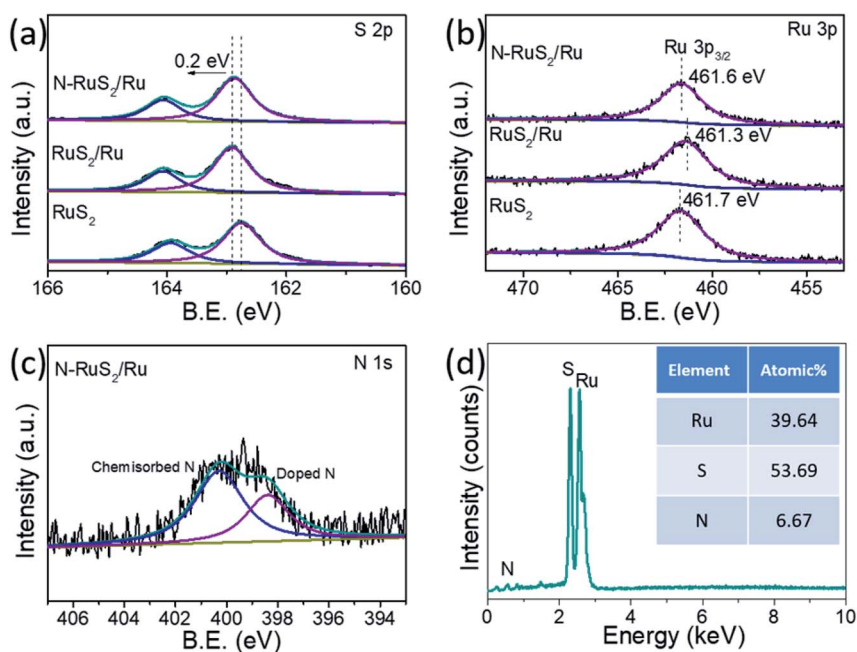 (a)
S 2p
0.2 eV
N-RuS₂/Ru
RuS₂/Ru
RuS₂
Intensity (a.u.)
166 164 162 160
B.E. (eV)
(b)
Ru 3p
Ru 3p₃/₂
N-RuS₂/Ru
461.6 eV
RuS₂/Ru
461.3 eV
RuS₂
461.7 eV
Intensity (a.u.)
470 465 460 455
B.E. (eV)
(c)
N-RuS₂/Ru
N 1s
Chemisorbed N
Doped N
Intensity (a.u.)
406 404 402 400 398 396 394
B.E. (eV)
(d)
S
Ru
N
Element Atomic%
Ru 39.64
S 53.69
N 6.67
Intensity (counts)
0 2 4 6 8 10
Energy (keV)